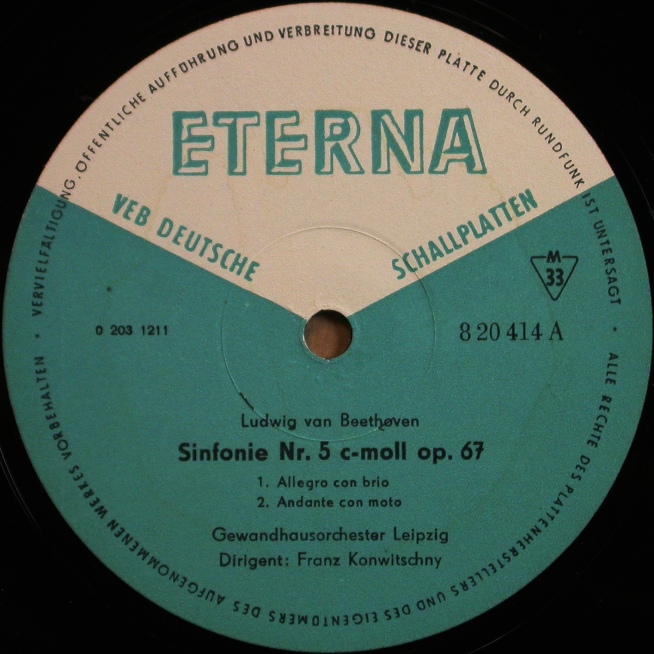 VERVIELFÄLTIGUNG, ÖFFENTLICHE AUFFÜHRUNG UND VERBREITUNG DIESER PLATTE DURCH RUNDFUNK IST UNTERSAGT • ALLE RECHTE DES PLATTENHERSTELLERS UND DES EIGENTÜMERS DES AUFGENOMMENEN WERKES VORBEHALTEN •
ETERNA
VEB DEUTSCHE SCHALLPLATTEN
M
33
0 203 1211
8 20 414 A
Ludwig van Beethoven
Sinfonie Nr. 5 c-moll op. 67
1. Allegro con brio
2. Andante con moto
Gewandhausorchester Leipzig
Dirigent: Franz Konwitschny